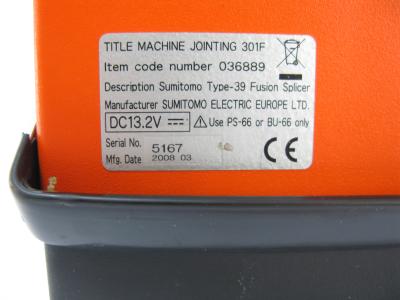 TITLE MACHINE JOINTING 301F
Item code number 036889
Description Sumitomo Type-39 Fusion Splicer
Manufacturer SUMITOMO ELECTRIC EUROPE LTD.
DC13.2V ⚠ Use PS-66 or BU-66 only
Serial No. 5167
Mfg. Date 2008 03 CE